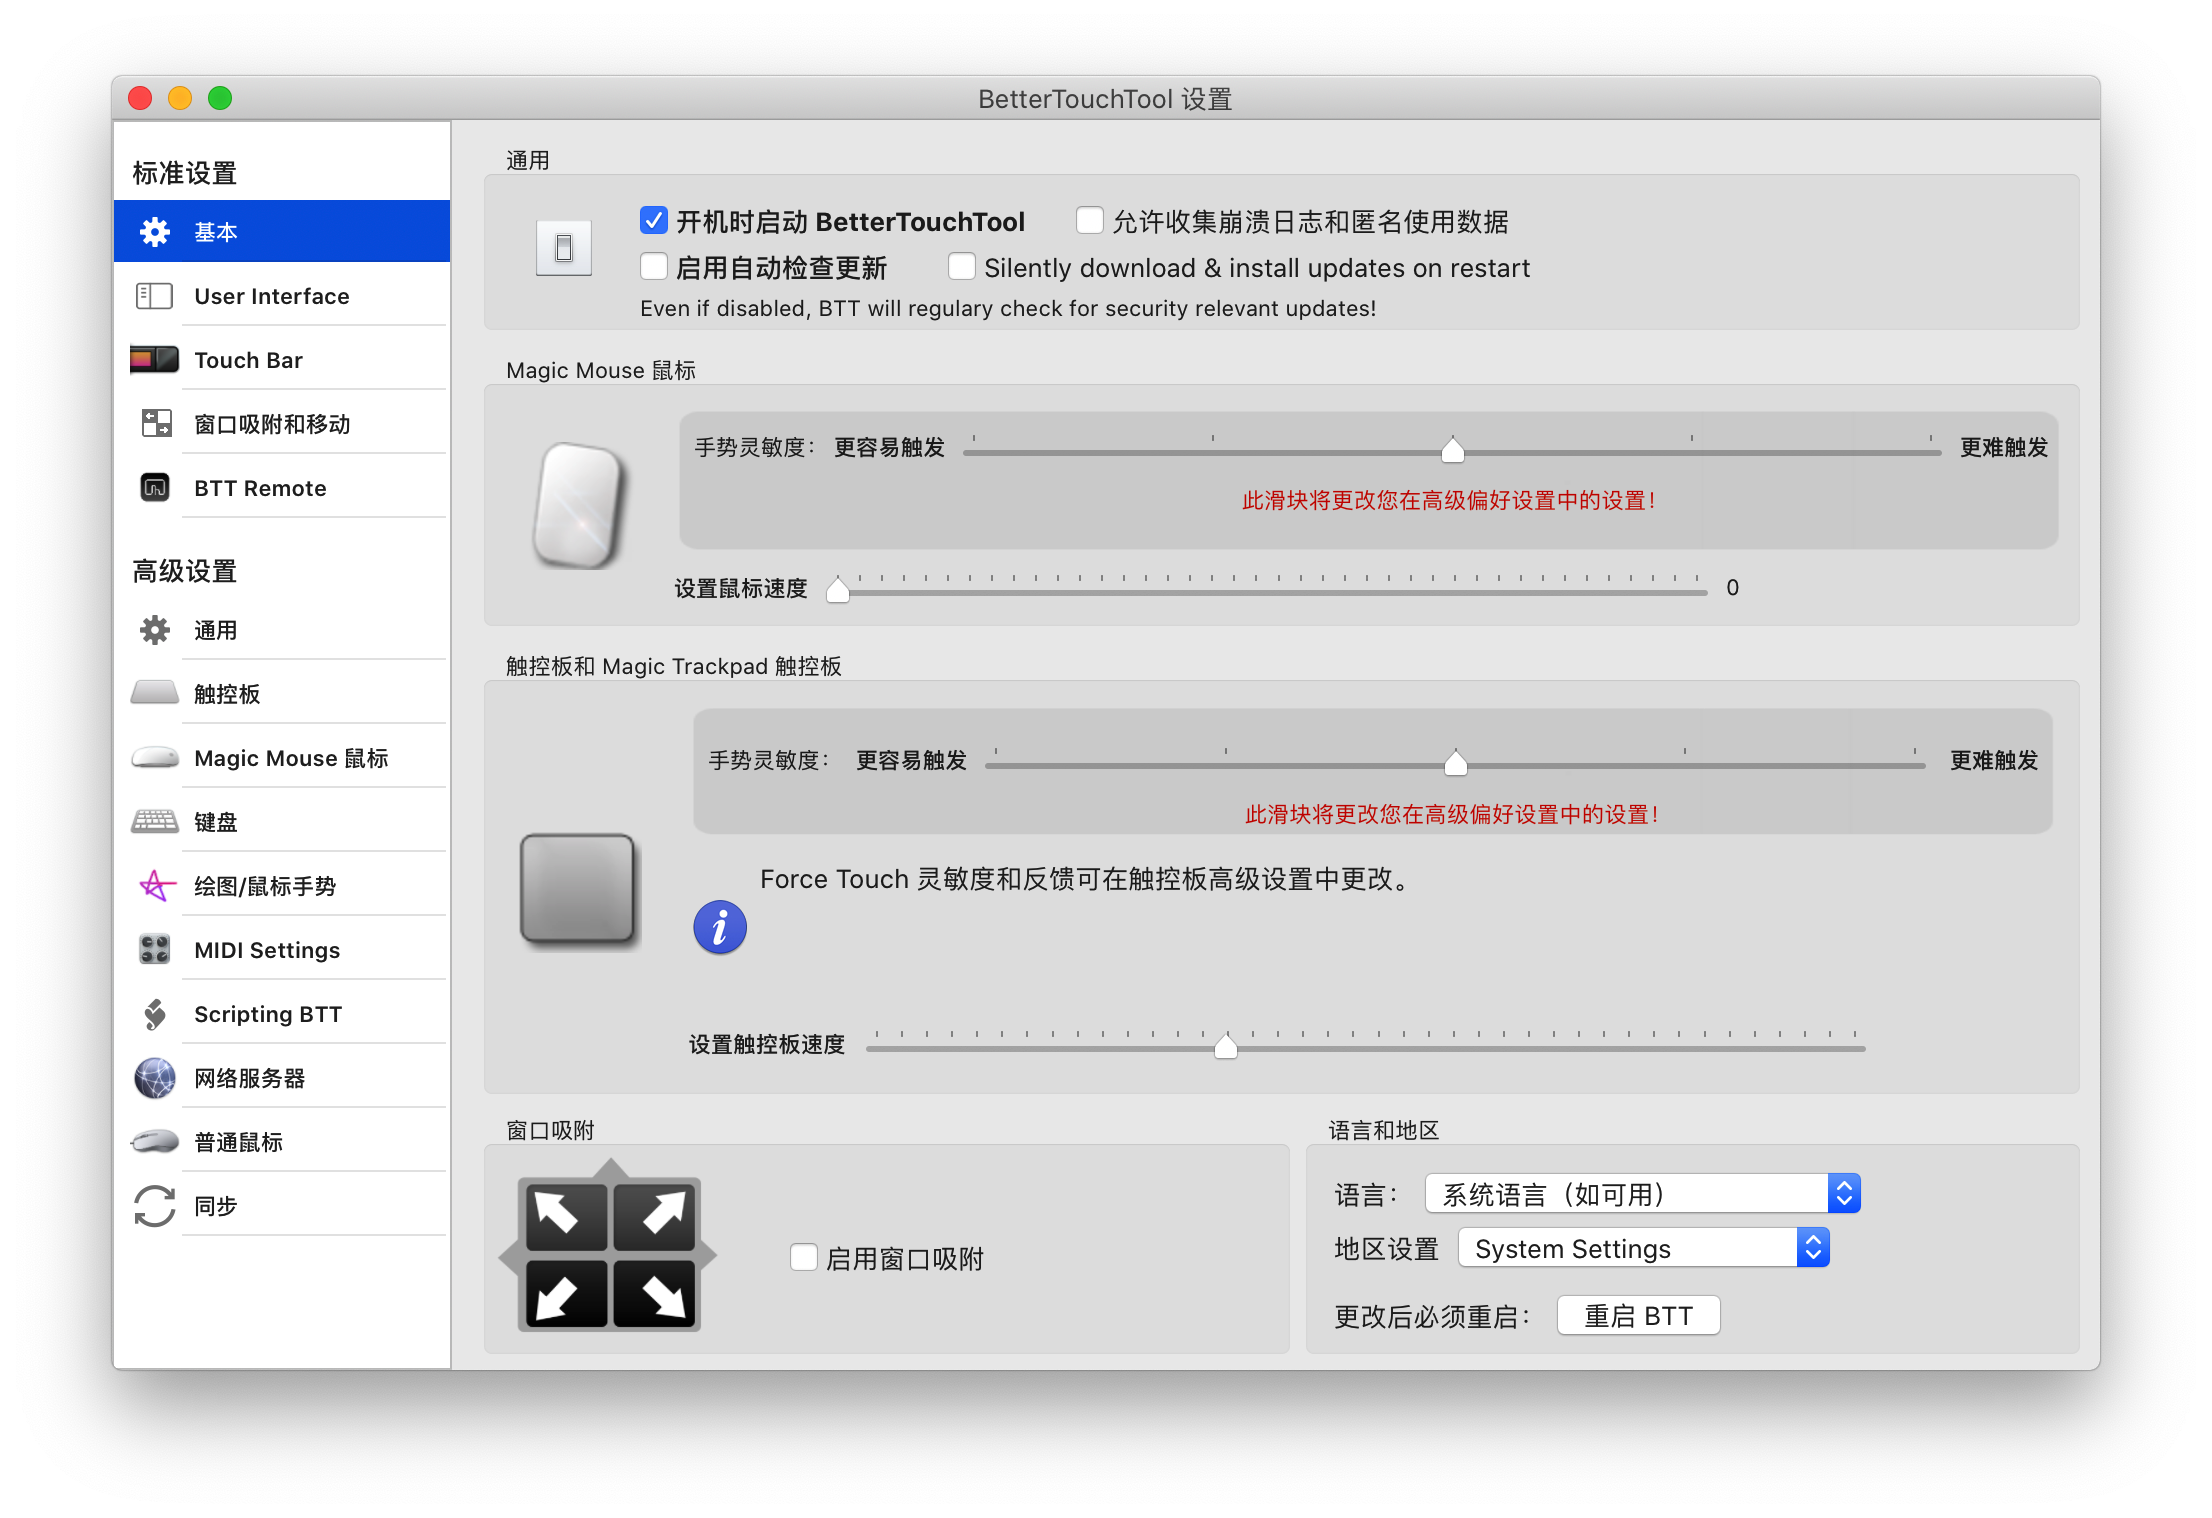 BetterTouchTool 设置
标准设置
基本
User Interface
Touch Bar
窗口吸附和移动
BTT Remote
高级设置
通用
触控板
Magic Mouse 鼠标
键盘
绘图/鼠标手势
MIDI Settings
Scripting BTT
网络服务器
普通鼠标
同步
通用
开机时启动 BetterTouchTool 允许收集崩溃日志和匿名使用数据
启用自动检查更新 Silently download & install updates on restart
Even if disabled, BTT will regulary check for security relevant updates!
Magic Mouse 鼠标
手势灵敏度： 更容易触发 更难触发
此滑块将更改您在高级偏好设置中的设置！
设置鼠标速度 0
触控板和 Magic Trackpad 触控板
手势灵敏度： 更容易触发 更难触发
此滑块将更改您在高级偏好设置中的设置！
Force Touch 灵敏度和反馈可在触控板高级设置中更改。
设置触控板速度
窗口吸附
启用窗口吸附
语言和地区
语言： 系统语言（如可用）
地区设置 System Settings
更改后必须重启： 重启 BTT